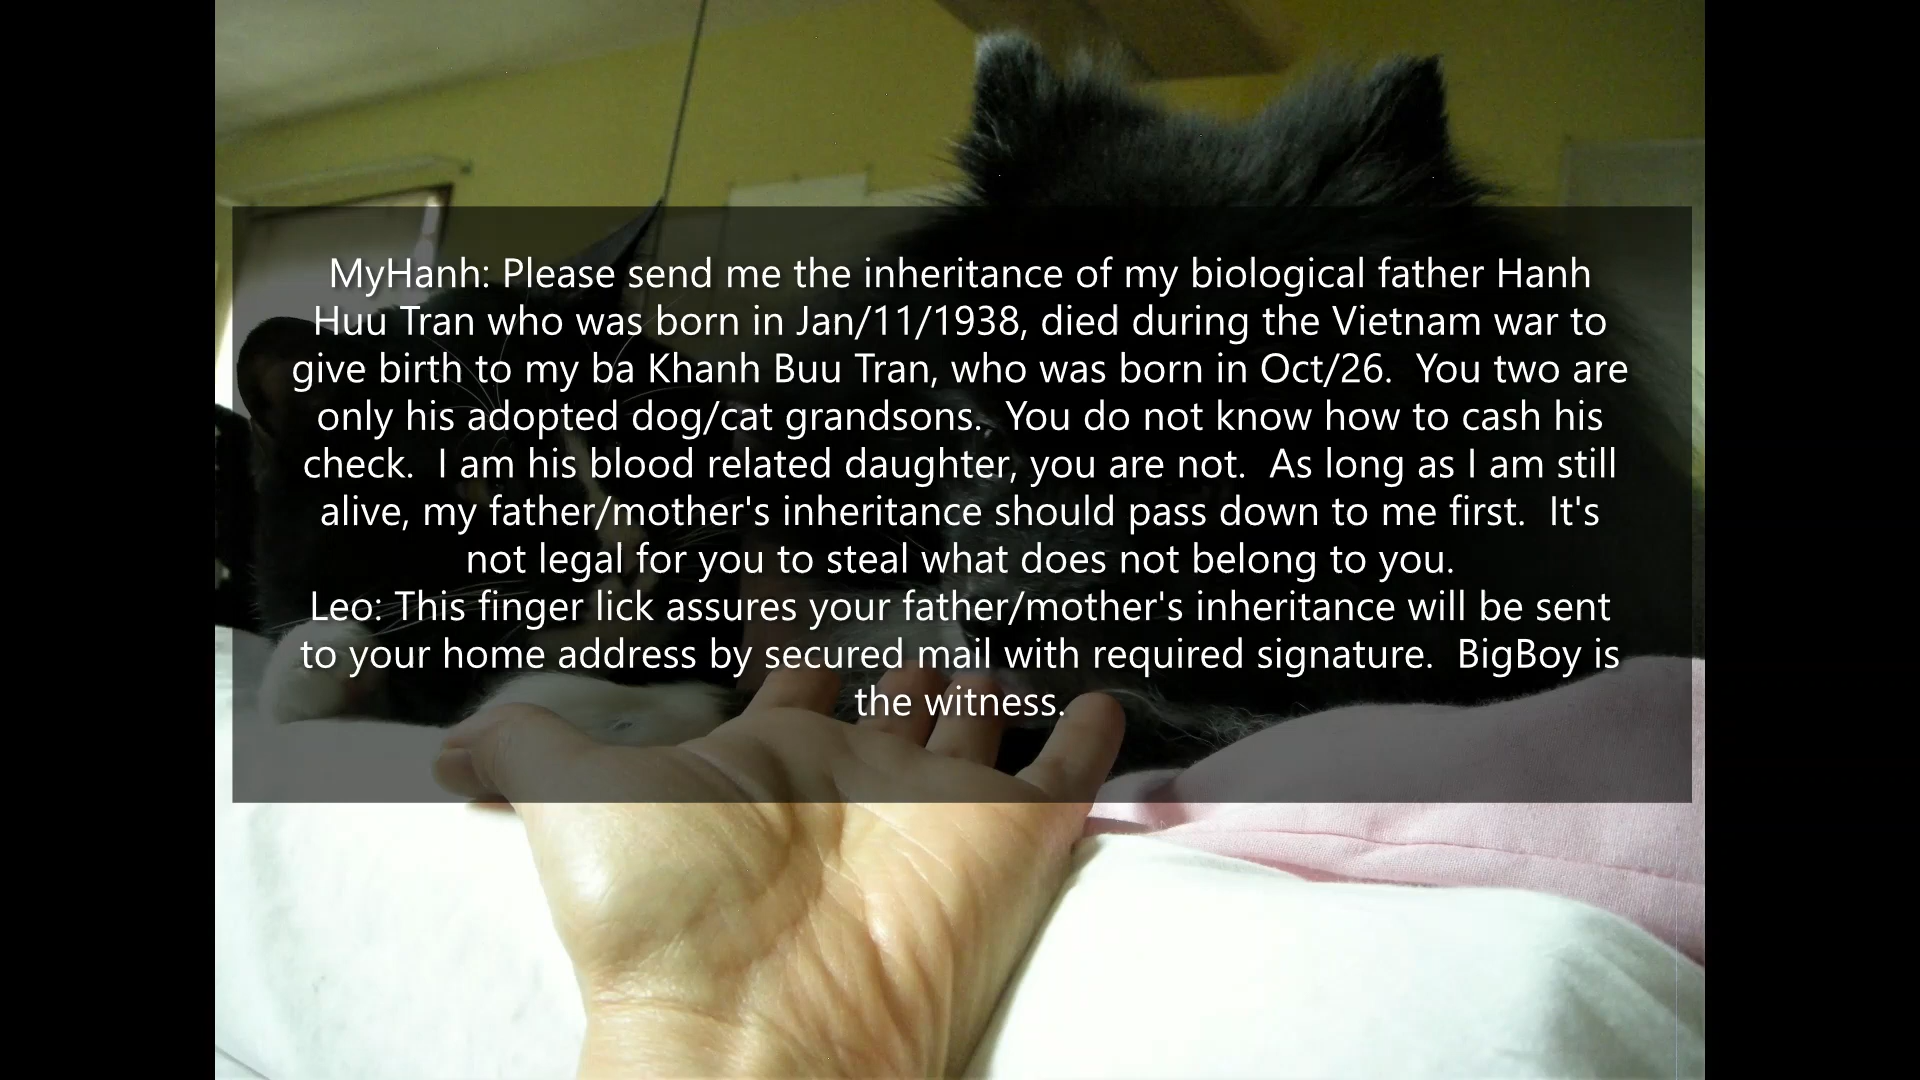 MyHanh: Please send me the inheritance of my biological father Hanh
Huu Tran who was born in Jan/11/1938, died during the Vietnam war to
give birth to my ba Khanh Buu Tran, who was born in Oct/26.  You two are
only his adopted dog/cat grandsons.  You do not know how to cash his
check.  I am his blood related daughter, you are not.  As long as I am still
alive, my father/mother's inheritance should pass down to me first.  It's
not legal for you to steal what does not belong to you.
Leo: This finger lick assures your father/mother's inheritance will be sent
to your home address by secured mail with required signature.  BigBoy is
the witness.